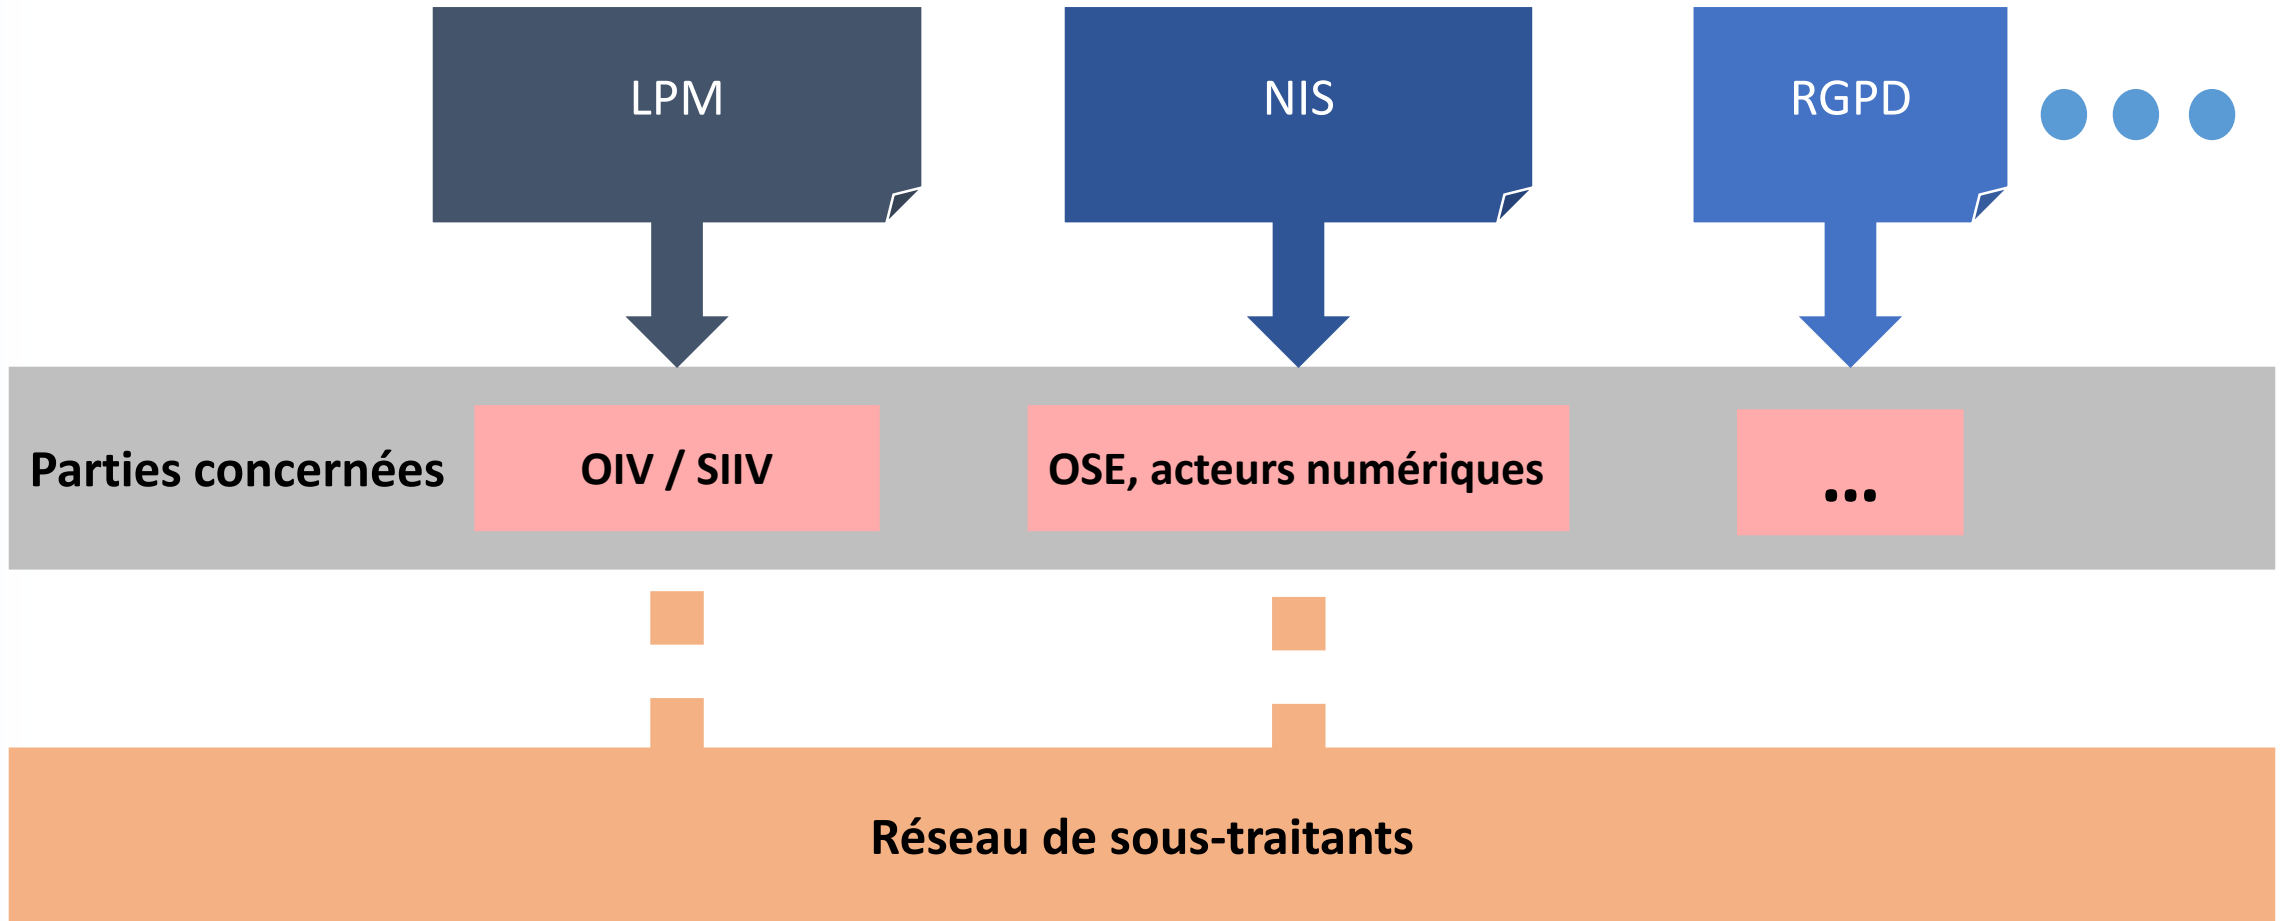 LPM
NIS
RGPD
Parties concernées
OIV / SIIV
OSE, acteurs numériques
...
Réseau de sous-traitants